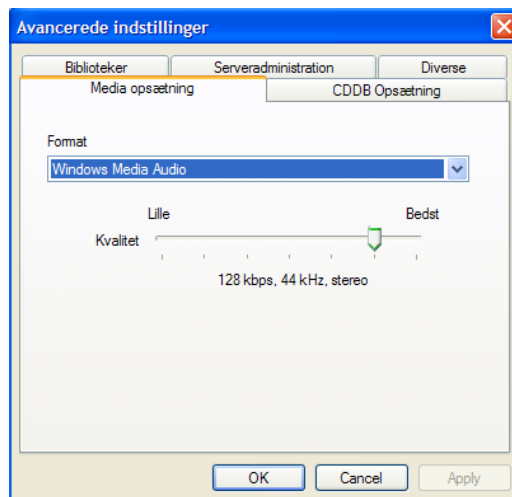 Avancerede indstillinger
Biblioteker Serveradministration Diverse
Media opsætning CDDB Opsætning
Format
Windows Media Audio
Lille Bedst
Kvalitet
128 kbps, 44 kHz, stereo
OK Cancel Apply